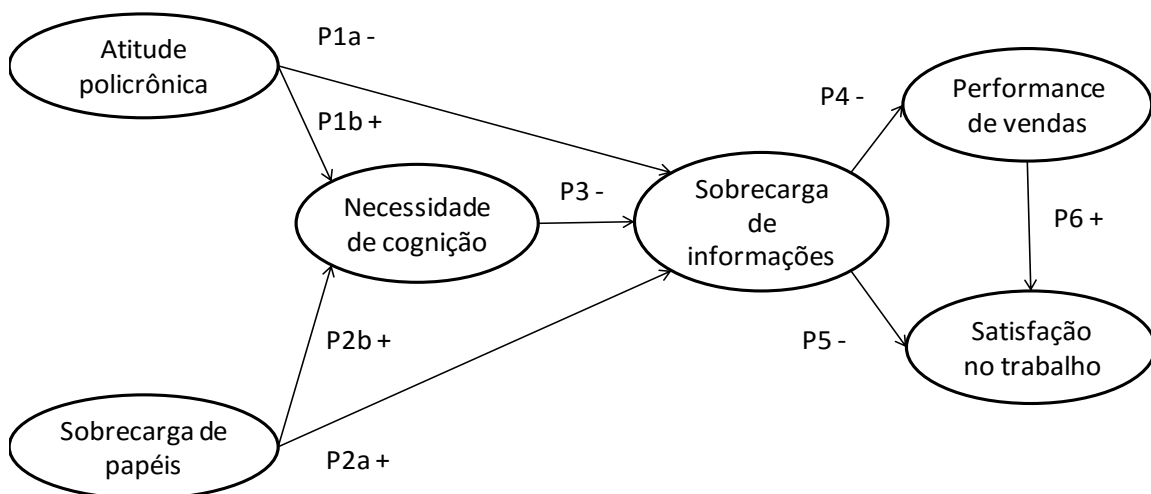 Atitude
policrônica
P1a -
P1b +
Necessidade
de cognição
P3 -
Sobrecarga
de
informações
P4 -
Performance
de vendas
P6 +
P5 -
Satisfação
no trabalho
P2b +
P2a +
Sobrecarga de
papéis